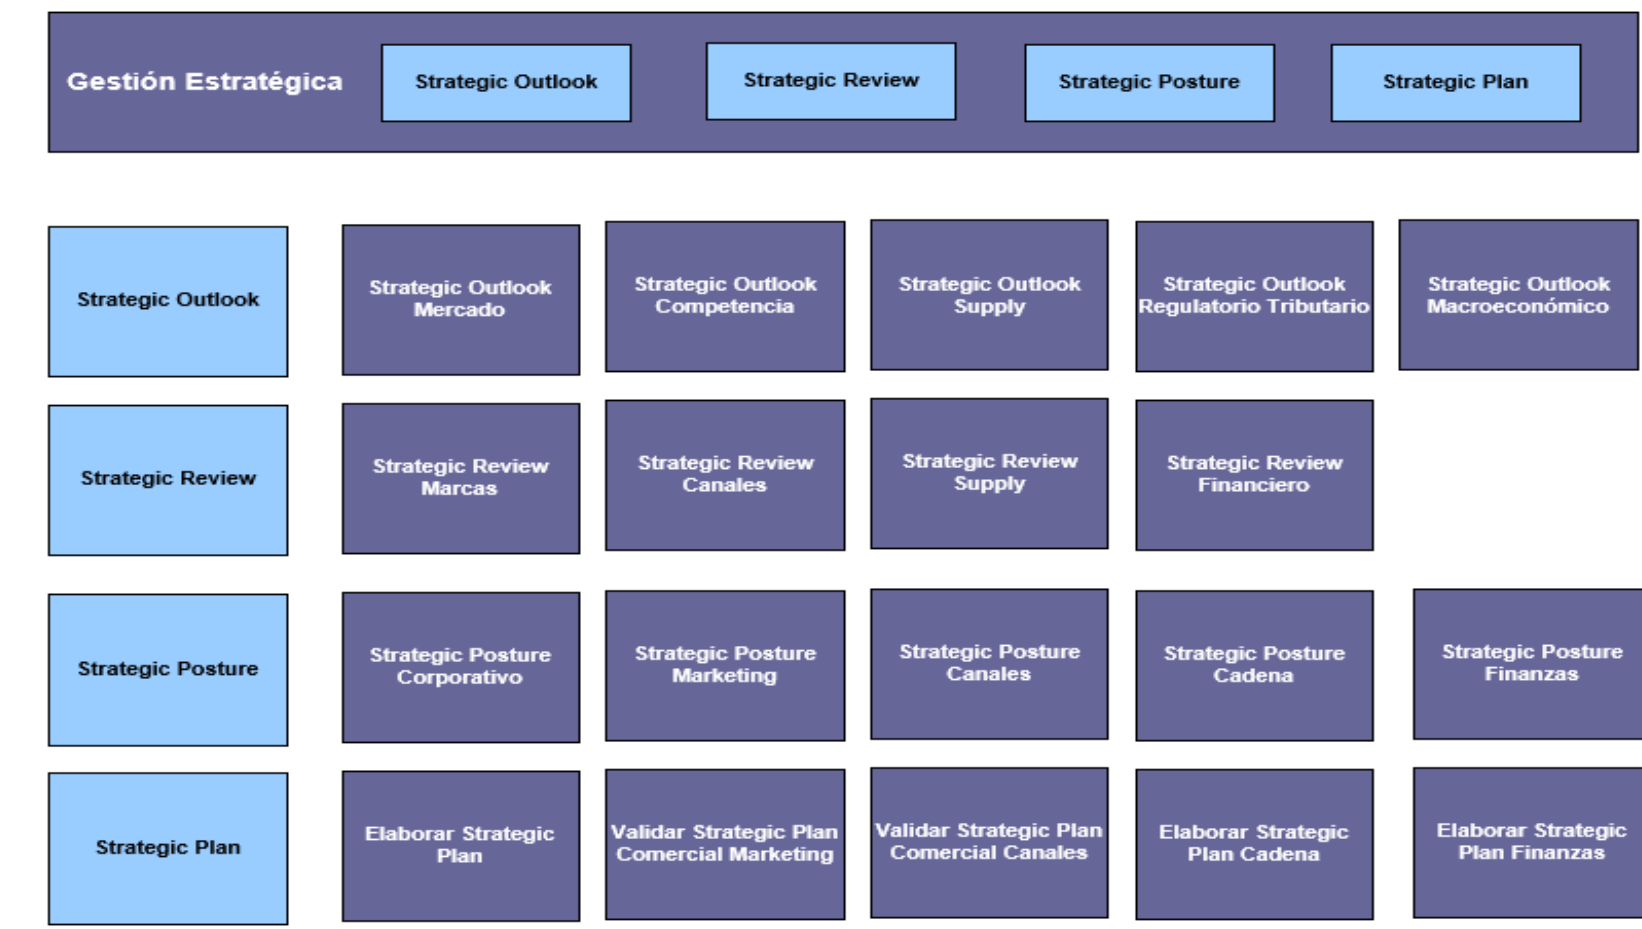 Gestión Estratégica
Strategic Outlook
Strategic Review
Strategic Posture
Strategic Plan
Strategic Outlook
Strategic Outlook
Mercado
Strategic Outlook
Competencia
Strategic Outlook
Supply
Strategic Outlook
Regulatorio Tributario
Strategic Outlook
Macroeconómico
Strategic Review
Strategic Review
Marcas
Strategic Review
Canales
Strategic Review
Supply
Strategic Review
Financiero
Strategic Posture
Strategic Posture
Corporativo
Strategic Posture
Marketing
Strategic Posture
Canales
Strategic Posture
Cadena
Strategic Posture
Finanzas
Strategic Plan
Elaborar Strategic
Plan
Validar Strategic Plan
Comercial Marketing
Validar Strategic Plan
Comercial Canales
Elaborar Strategic
Plan Cadena
Elaborar Strategic
Plan Finanzas